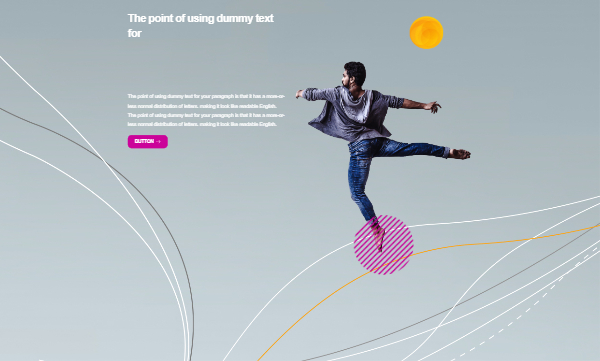 The point of using dummy text
for
The point of using dummy text for your paragraph is that it has a more-or-
less normal distribution of letters. making it look like readable English.
The point of using dummy text for your paragraph is that it has a more-or-
less normal distribution of letters. making it look like readable English.
BUTTON →